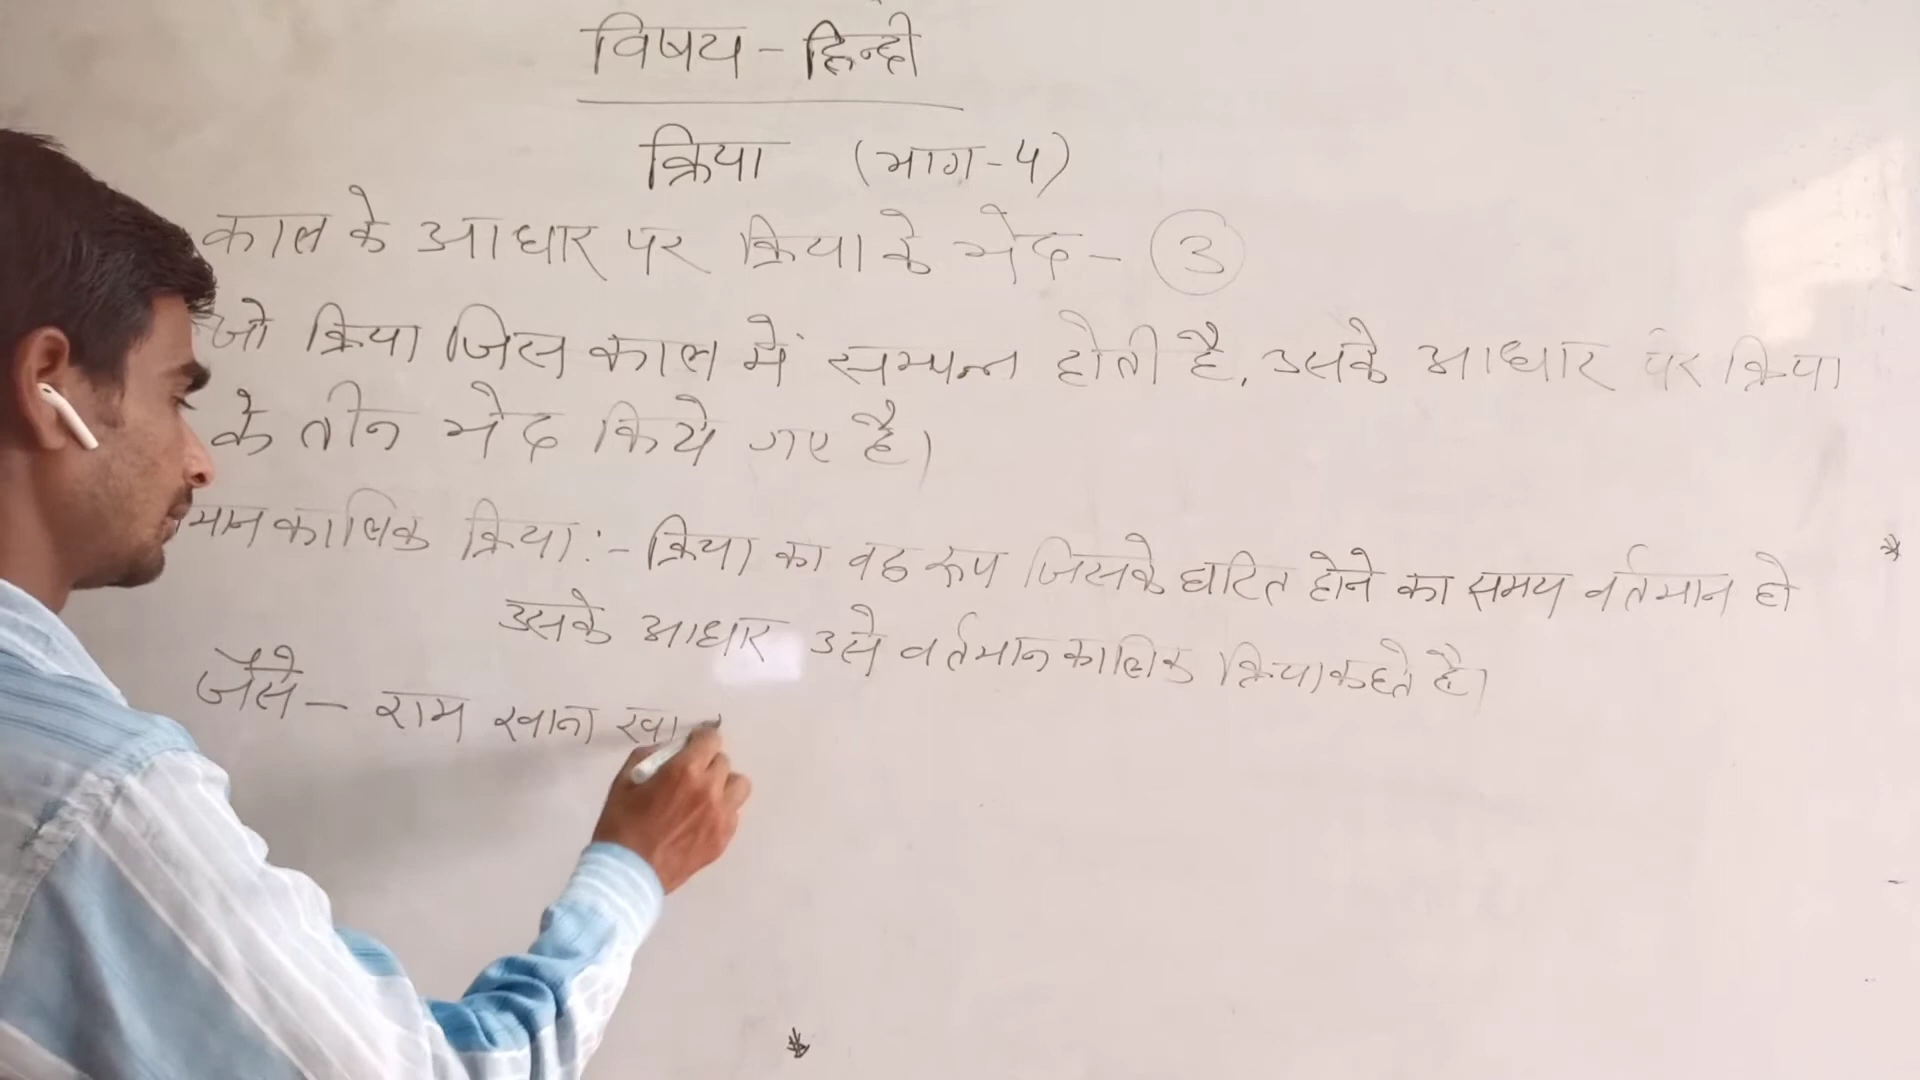 विषय - हिन्दी
क्रिया (भाग-4)
काल के आधार पर क्रिया के भेद - 3
जो क्रिया जिस काल में सम्पन्न होती है, उसके आधार पर क्रिया
के तीन भेद किये गए है।
मानकालिक क्रिया :- क्रिया का वह रूप जिसके घटित होने का समय वर्तमान हो
उसके आधार उसे वर्तमानकालिक क्रिया कहते है।
जैसे - राम खाना खा